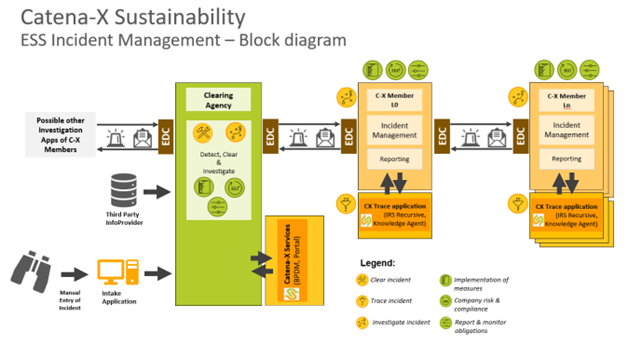 Catena-X Sustainability
ESS Incident Management – Block diagram
Possible other
Investigation
Apps of C-X
Members
EDC
Clearing
Agency
Detect, Clear
&
Investigate
EDC
EDC
C-X Member
L0
Incident
Management
Reporting
EDC
EDC
C-X Member
Ln
Incident
Management
Reporting
Third Party
InfoProvider
CX Trace application
(IRS Recursive,
Knowledge Agent)
CX Trace application
(IRS Recursive,
Knowledge Agent)
Catena-X Services
(BPDM, Portal)
Manual
Entry of
Incident
Intake
Application
Legend:
Clear incident
Trace incident
Investigate incident
Implementation of
measures
Company risk &
compliance
Report & monitor
obligations